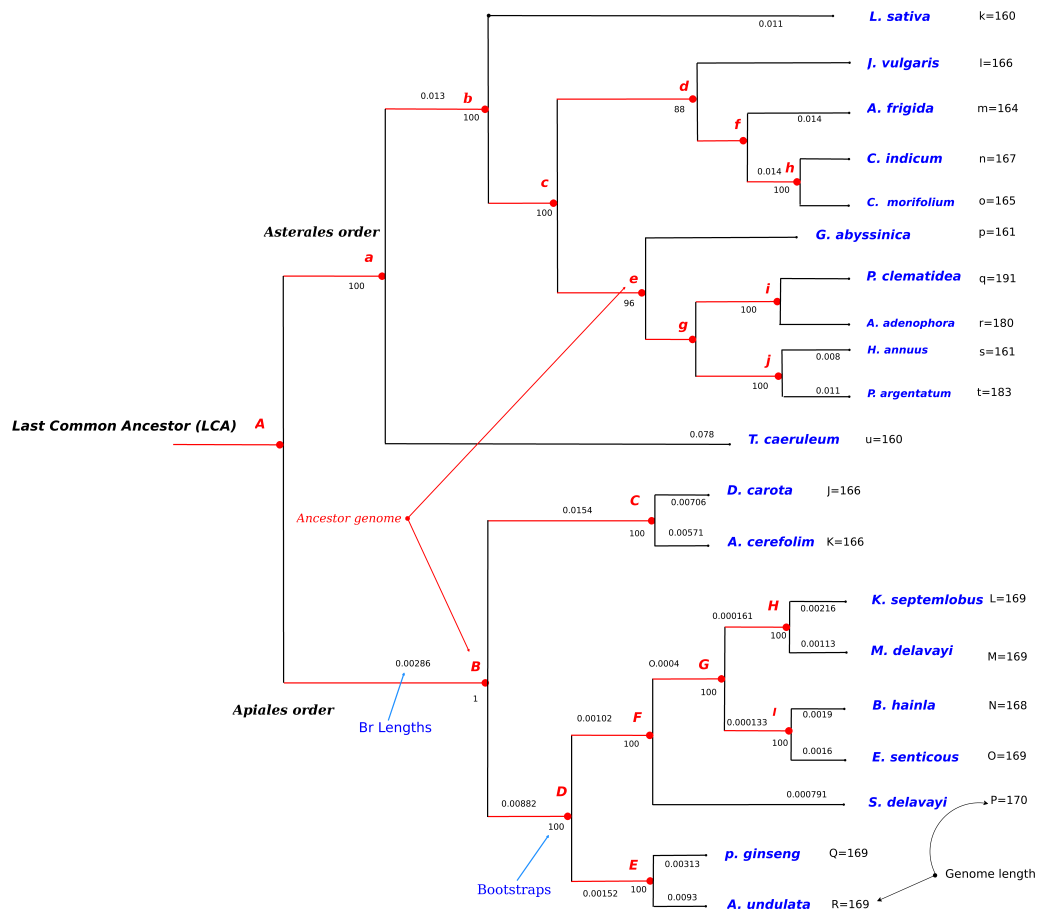 L. sativa k=160
0.011
J. vulgaris l=166
d
0.013
b
100
88
A. frigida m=164
0.014
f
C. indicum n=167
0.014
h
100
c
100
C. morifolium o=165
Asterales order
G. abyssinica p=161
a
100
e
96
P. clematidea q=191
i
100
g
A. adenophora r=180
H. annuus s=161
0.008
j
100
0.011
P. argentatum t=183
Last Common Ancestor (LCA) A
0.078
T. caeruleum u=160
D. carota J=166
C
0.00706
0.0154
Ancestor genome
100
0.00571
A. cerefolim K=166
K. septemlobus L=169
H
0.00216
0.000161
100
0.00113
M. delavayi M=169
0.00286
B
1
O.0004
G
100
B. hainla N=168
I
0.0019
0.000133
100
0.0016
E. senticous O=169
Apiales order
Br Lengths
0.00102
F
100
0.000791
S. delavayi P=170
D
0.00882
100
p. ginseng Q=169
0.00313
E
100
0.00152
0.0093
A. undulata R=169
Bootstraps
Genome length